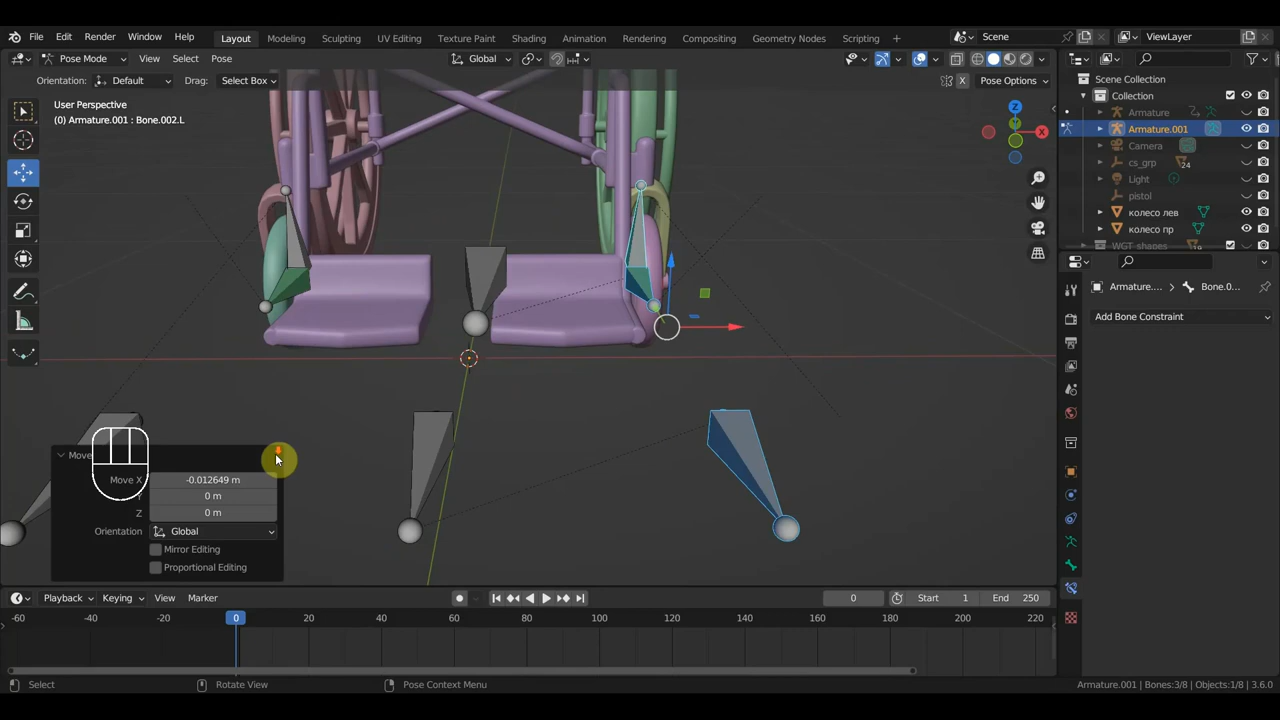 File Edit Render Window Help Layout Modeling Sculpting UV Editing Texture Paint Shading Animation Rendering Compositing Geometry Nodes Scripting + Scene ViewLayer
Pose Mode View Select Pose Global
Orientation: Default Drag: Select Box X Pose Options
User Perspective
(0) Armature.001 : Bone.002.L
Z
X
Scene Collection
Collection
Armature
Armature.001
Camera
cs_grp 24
Light
pistol
колесо лев
колесо пр
WGT_shapes
Armature.... Bone.0...
Add Bone Constraint
Move
Move X -0.012649 m
Y 0 m
Z 0 m
Orientation Global
Mirror Editing
Proportional Editing
Playback Keying View Marker 0 Start 1 End 250
-60 -40 -20 0 20 40 60 80 100 120 140 160 180 200 220
Select Rotate View Pose Context Menu Armature.001 | Bones:3/8 | Objects:1/8 | 3.6.0